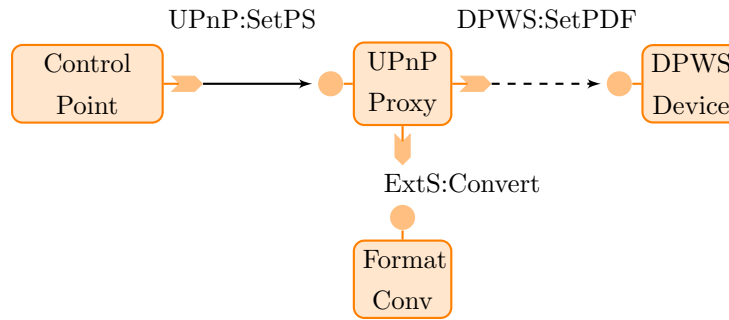 UPnP:SetPS
DPWS:SetPDF
Control
Point
UPnP
Proxy
DPWS
Device
ExtS:Convert
Format
Conv